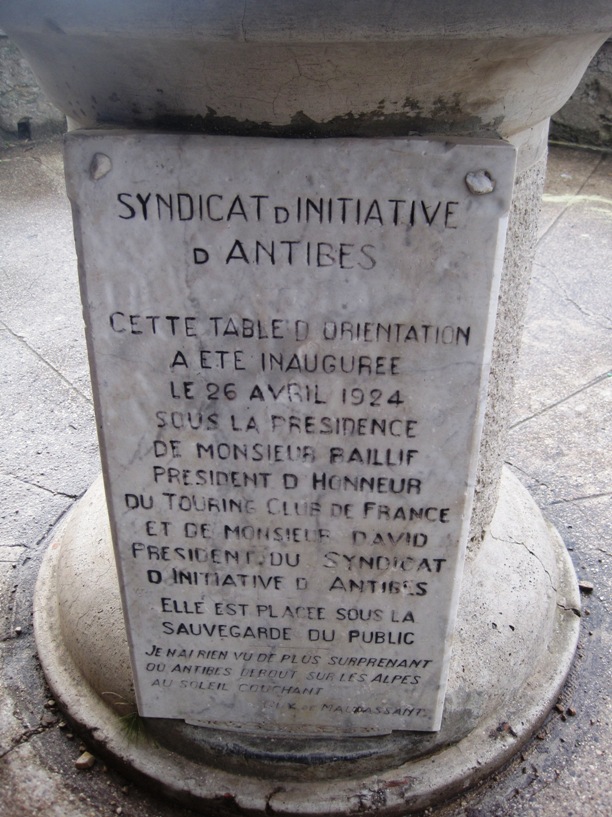 SYNDICAT D INITIATIVE
D ANTIBES
CETTE TABLE D ORIENTATION
A ETE INAUGUREE
LE 26 AVRIL 1924
SOUS LA PRESIDENCE
DE MONSIEUR BAILLIF
PRESIDENT D HONNEUR
DU TOURING CLUB DE FRANCE
ET DE MONSIEUR DAVID
PRESIDENT DU SYNDICAT
D INITIATIVE D ANTIBES
ELLE EST PLACEE SOUS LA
SAUVEGARDE DU PUBLIC
JE N AI RIEN VU DE PLUS SURPRENANT
QU ANTIBES DEBOUT SUR LES ALPES
AU SOLEIL COUCHANT
GUY DE MAUPASSANT